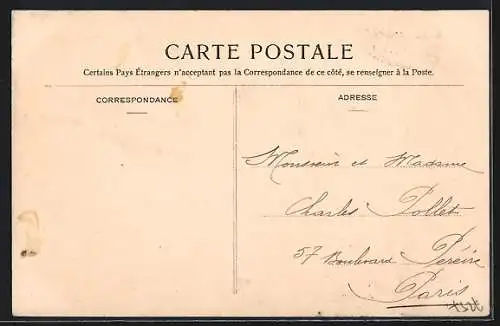 CARTE POSTALE
Certains Pays Étrangers n'acceptant pas la Correspondance de ce côté, se renseigner à la Poste.
CORRESPONDANCE
ADRESSE
Monsieur et Madame
Charles Pollet
57 Boulevard Péreire
Paris